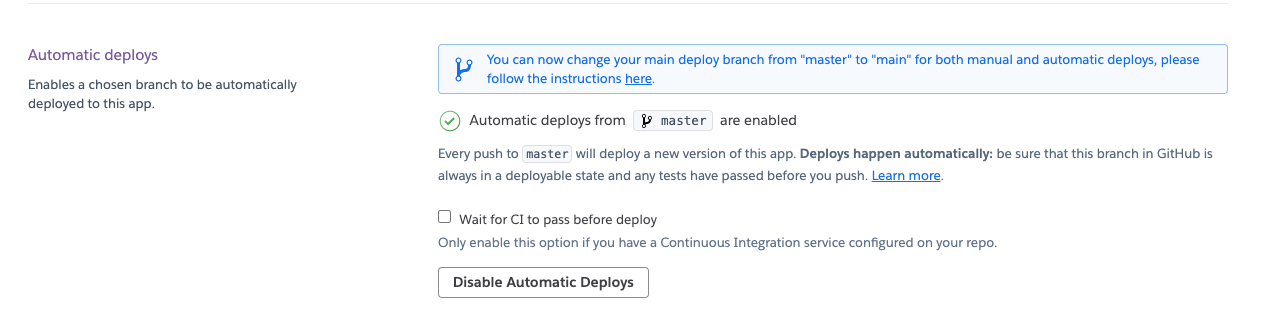 Automatic deploys
Enables a chosen branch to be automatically
deployed to this app.
You can now change your main deploy branch from "master" to "main" for both manual and automatic deploys, please
follow the instructions here.
Automatic deploys from master are enabled
Every push to master will deploy a new version of this app. Deploys happen automatically: be sure that this branch in GitHub is
always in a deployable state and any tests have passed before you push. Learn more.
Wait for CI to pass before deploy
Only enable this option if you have a Continuous Integration service configured on your repo.
Disable Automatic Deploys